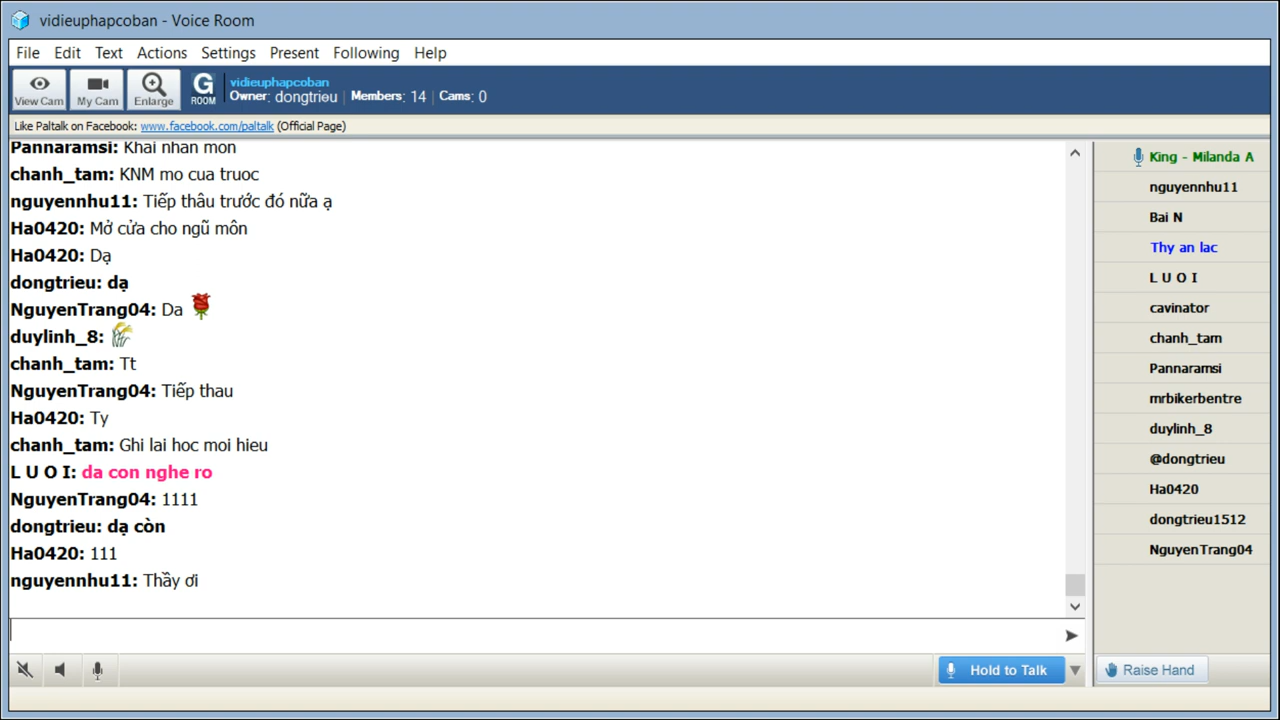 vidieuphapcoban - Voice Room
File Edit Text Actions Settings Present Following Help
View Cam
My Cam
Enlarge
G ROOM
vidieuphapcoban
Owner: dongtrieu | Members: 14 | Cams: 0
Like Paltalk on Facebook: www.facebook.com/paltalk (Official Page)
Pannaramsi: Khai nhan mon
chanh_tam: KNM mo cua truoc
nguyennhu11: Tiếp thâu trước đó nữa ạ
Ha0420: Mở cửa cho ngũ môn
Ha0420: Dạ
dongtrieu: dạ
NguyenTrang04: Da
duylinh_8:
chanh_tam: Tt
NguyenTrang04: Tiếp thau
Ha0420: Ty
chanh_tam: Ghi lai hoc moi hieu
L U O I: da con nghe ro
NguyenTrang04: 1111
dongtrieu: dạ còn
Ha0420: 111
nguyennhu11: Thầy ơi
King - Milanda A
nguyennhu11
Bai N
Thy an lac
L U O I
cavinator
chanh_tam
Pannaramsi
mrbikerbentre
duylinh_8
@dongtrieu
Ha0420
dongtrieu1512
NguyenTrang04
Hold to Talk
Raise Hand